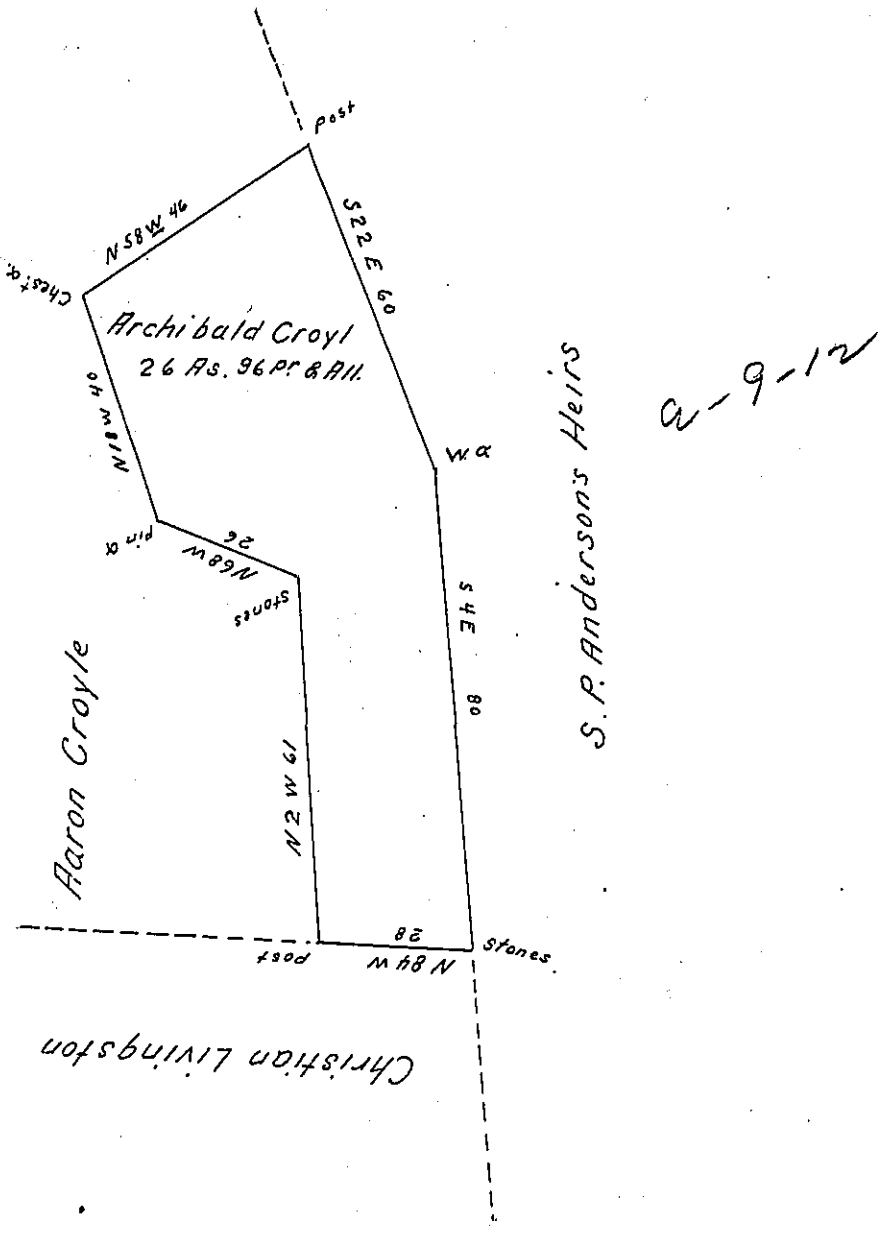 post
N 58 W 46
Chest α.
S 22 E 60
Archibald Croyl
26 As. 96 Pr & All.
N 18 W 40
W. α
S. P. Anderson's Heirs
a-9-12
pin α
N 68 W
26
stones
S 4 E 80
Aaron Croyle
N 2 W 61
28
N 84 W
post
stones.
Christian Livingston